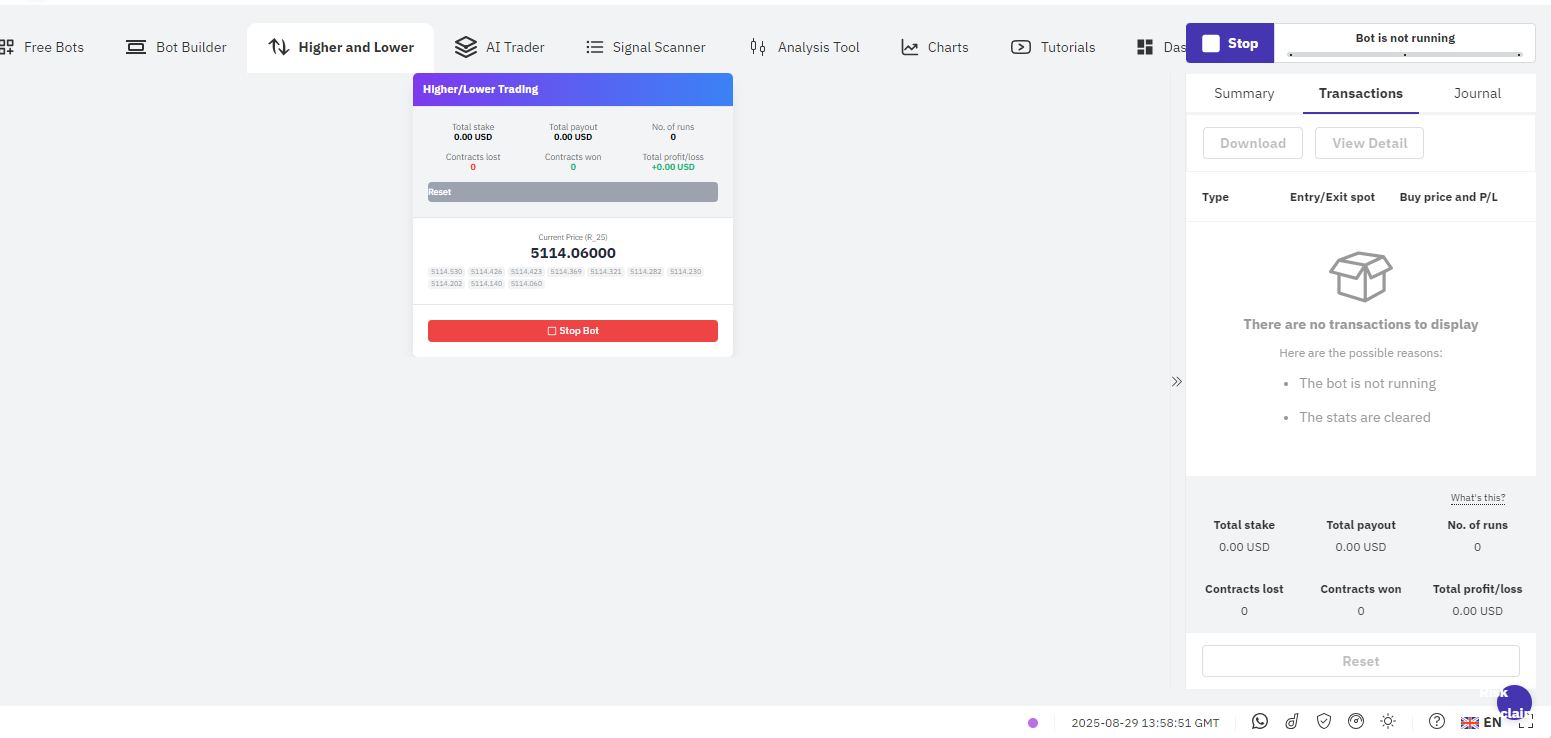 Free Bots
Bot Builder
Higher and Lower
AI Trader
Signal Scanner
Analysis Tool
Charts
Tutorials
Das
Stop
Bot is not running
Higher/Lower Trading
Total stake Total payout No. of runs
0.00 USD 0.00 USD 0
Contracts lost Contracts won Total profit/loss
0 0 +0.00 USD
Reset
Current Price (R_25)
5114.06000
5114.530 5114.426 5114.423 5114.369 5114.321 5114.282 5114.230
5114.202 5114.140 5114.060
Stop Bot
Summary Transactions Journal
Download View Detail
Type Entry/Exit spot Buy price and P/L
There are no transactions to display
Here are the possible reasons:
• The bot is not running
• The stats are cleared
What's this?
Total stake Total payout No. of runs
0.00 USD 0.00 USD 0
Contracts lost Contracts won Total profit/loss
0 0 0.00 USD
Reset
Risk
claim
2025-08-29 13:58:51 GMT
EN